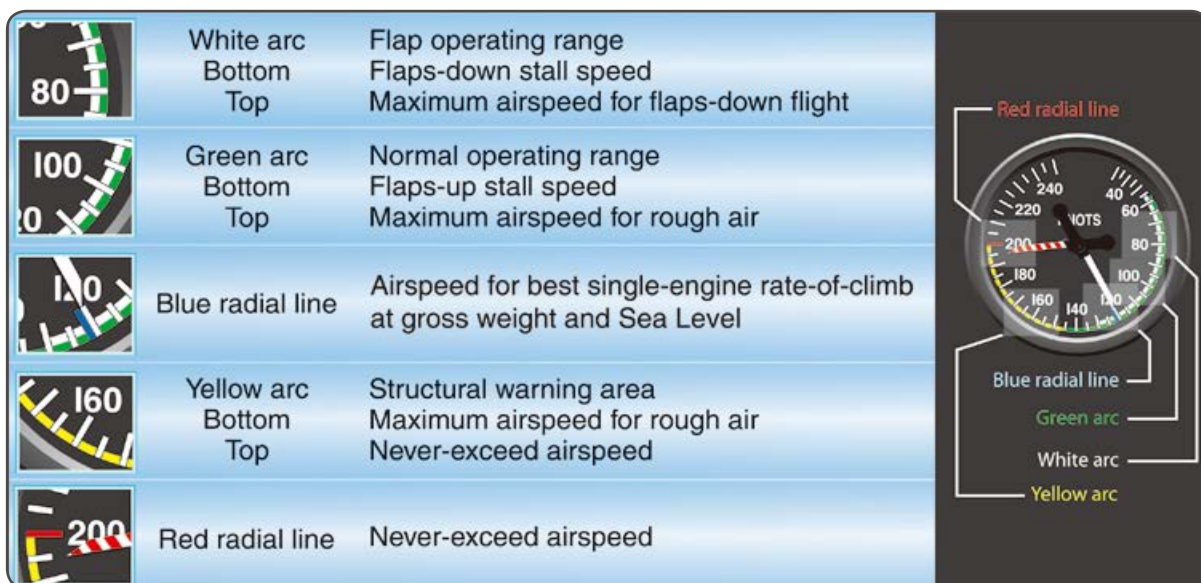 80
White arc Flap operating range
Bottom Flaps-down stall speed
Top Maximum airspeed for flaps-down flight
100
Green arc Normal operating range
Bottom Flaps-up stall speed
Top Maximum airspeed for rough air
120
Blue radial line Airspeed for best single-engine rate-of-climb
at gross weight and Sea Level
160
Yellow arc Structural warning area
Bottom Maximum airspeed for rough air
Top Never-exceed airspeed
200
Red radial line Never-exceed airspeed
Red radial line
240 40
220 60
200 80
180 100
160 140 120
Blue radial line
Green arc
White arc
Yellow arc